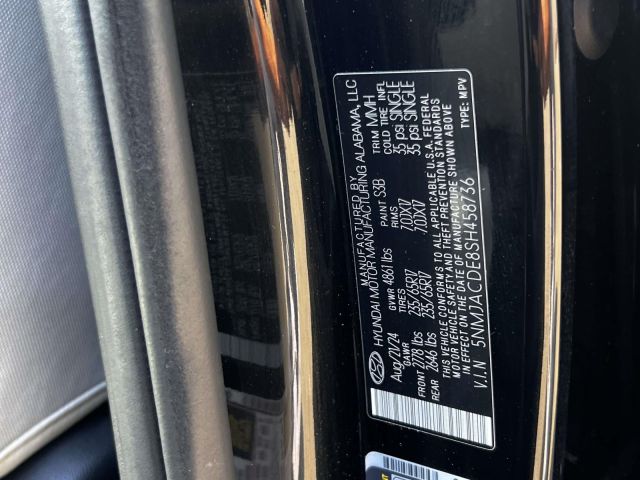 MANUFACTURED BY
HYUNDAI MOTOR MANUFACTURING ALABAMA, LLC
Aug/21/24 GVWR 4861 lbs PAINT S3B TRIM MMH
GAWR TIRES RIMS COLD TIRE INFL
FRONT 2778 lbs 235/65R17 7.0JX17 35 psi SINGLE
REAR 2646 lbs 235/65R17 7.0JX17 35 psi SINGLE
THIS VEHICLE CONFORMS TO ALL APPLICABLE U.S.A. FEDERAL
MOTOR VEHICLE SAFETY AND THEFT PREVENTION STANDARDS
IN EFFECT ON THE DATE OF MANUFACTURE SHOWN ABOVE
V.I.N 5NMJACDE8SH458736 TYPE: MPV